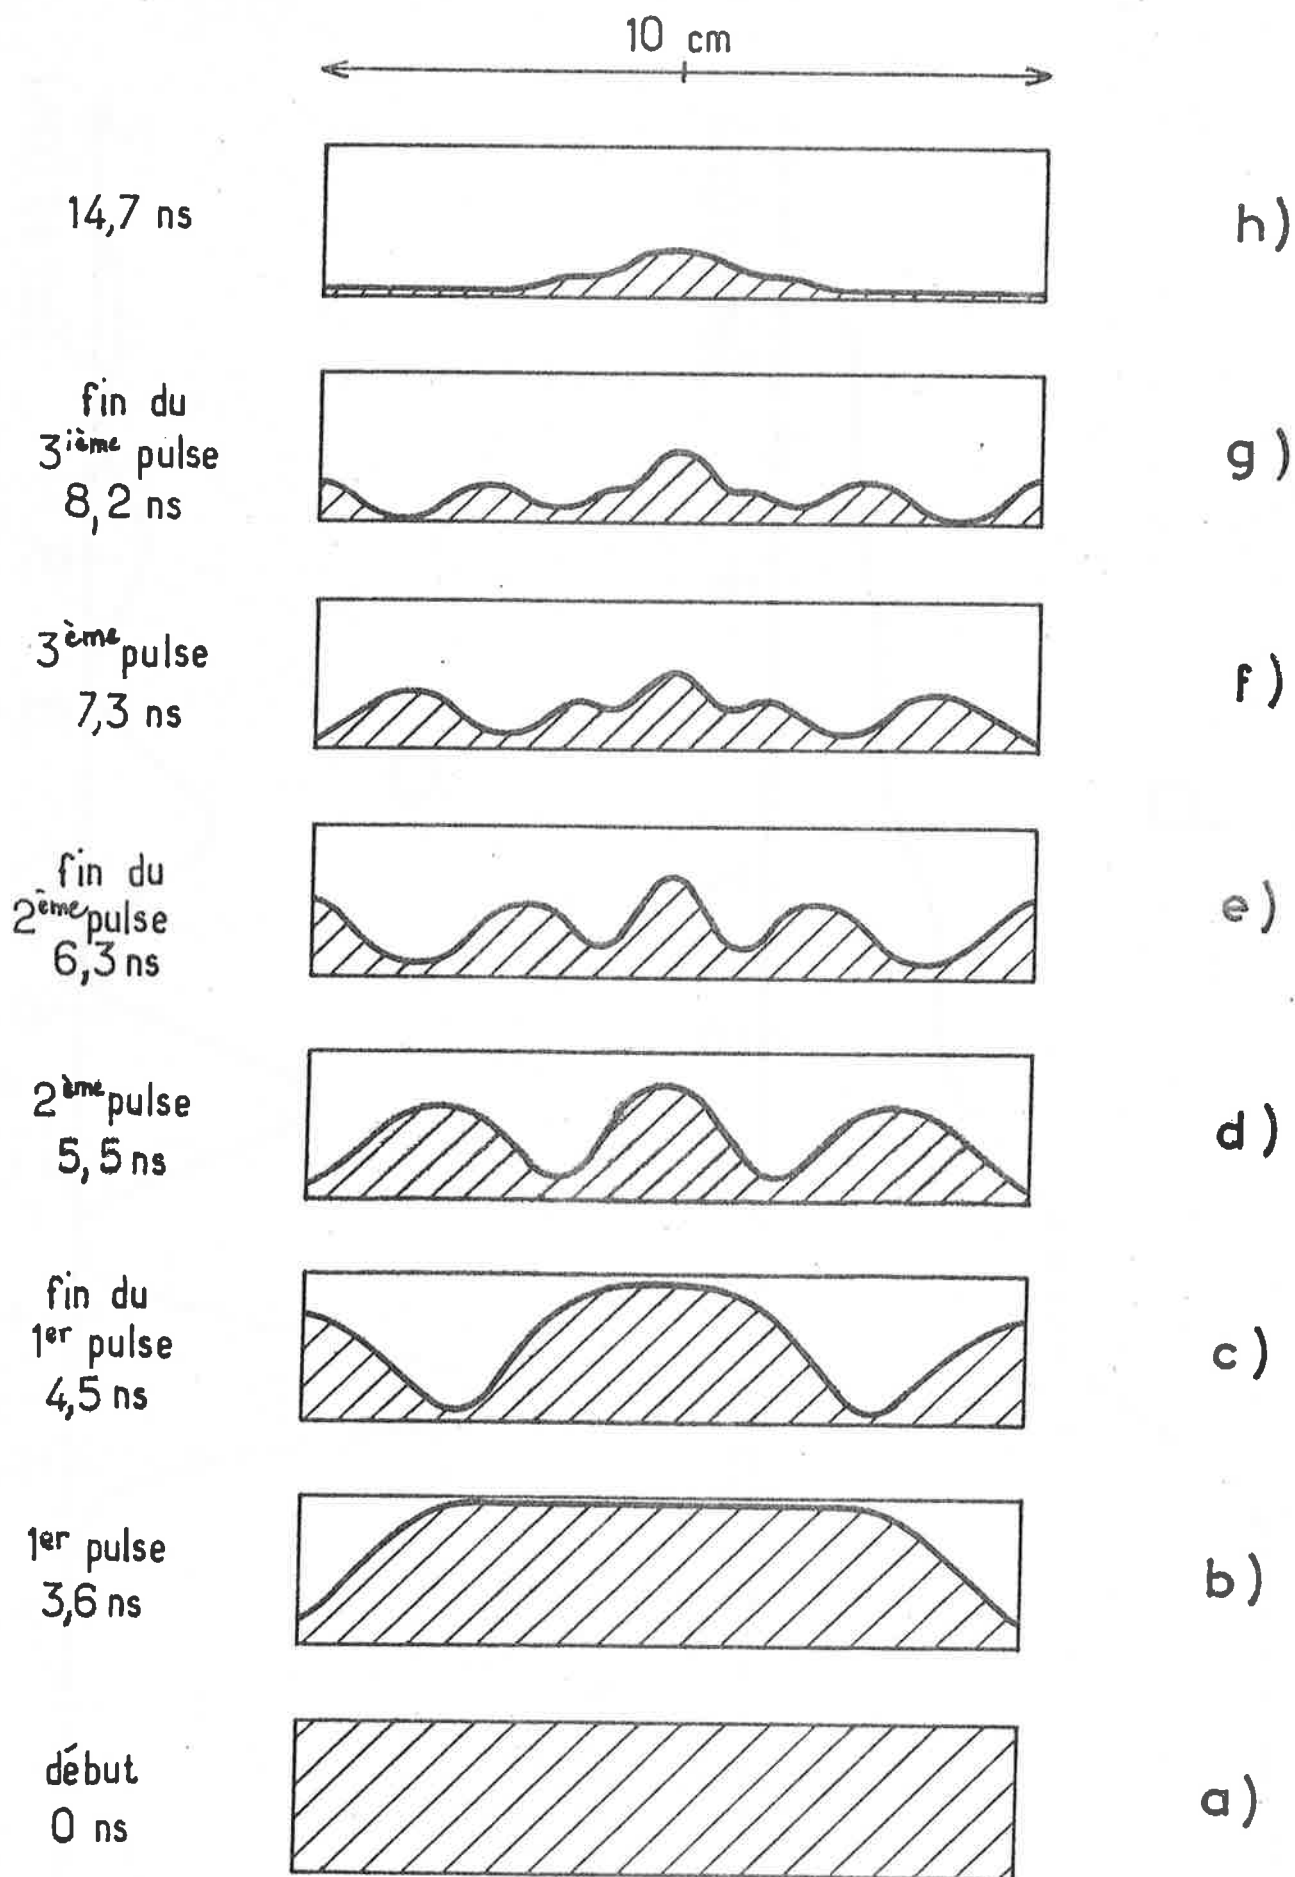 10 cm
14,7 ns
h)
fin du
3ième pulse
8,2 ns
g)
3ème pulse
7,3 ns
f)
fin du
2ème pulse
6,3 ns
e)
2ème pulse
5,5 ns
d)
fin du
1er pulse
4,5 ns
c)
1er pulse
3,6 ns
b)
début
0 ns
a)